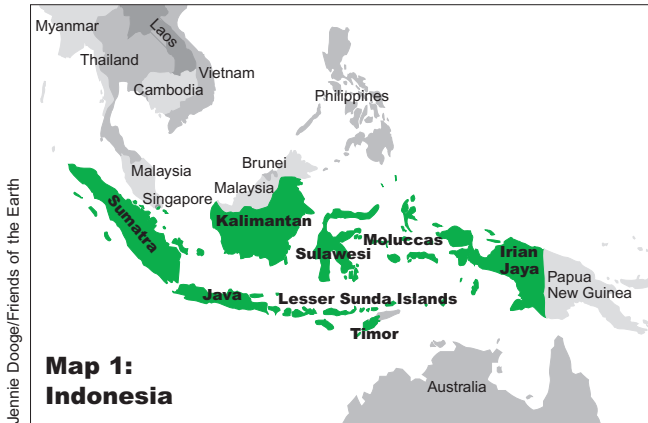 Myanmar
Laos
Thailand
Vietnam
Cambodia
Philippines
Malaysia
Brunei
Singapore
Malaysia
Sumatra
Kalimantan
Sulawesi
Moluccas
Irian
Jaya
Papua
New Guinea
Java
Lesser Sunda Islands
Timor
Australia
Map 1:
Indonesia
Jennie Dooge/Friends of the Earth